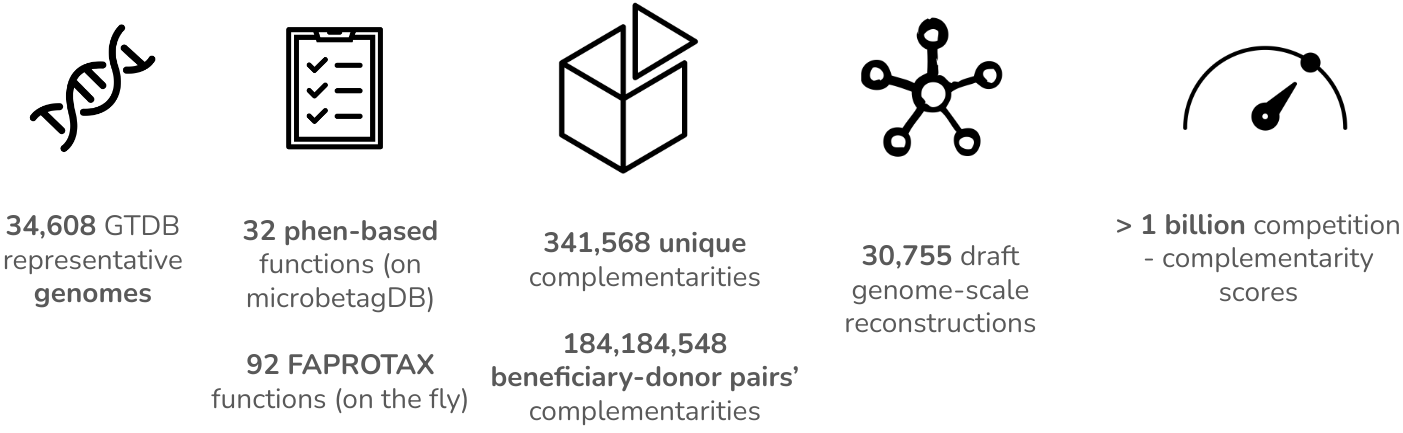 34,608 GTDB
representative
genomes
32 phen-based
functions (on
microbetagDB)
92 FAPROTAX
functions (on the fly)
341,568 unique
complementarities
184,184,548
beneficiary-donor pairs’
complementarities
30,755 draft
genome-scale
reconstructions
> 1 billion competition
- complementarity
scores